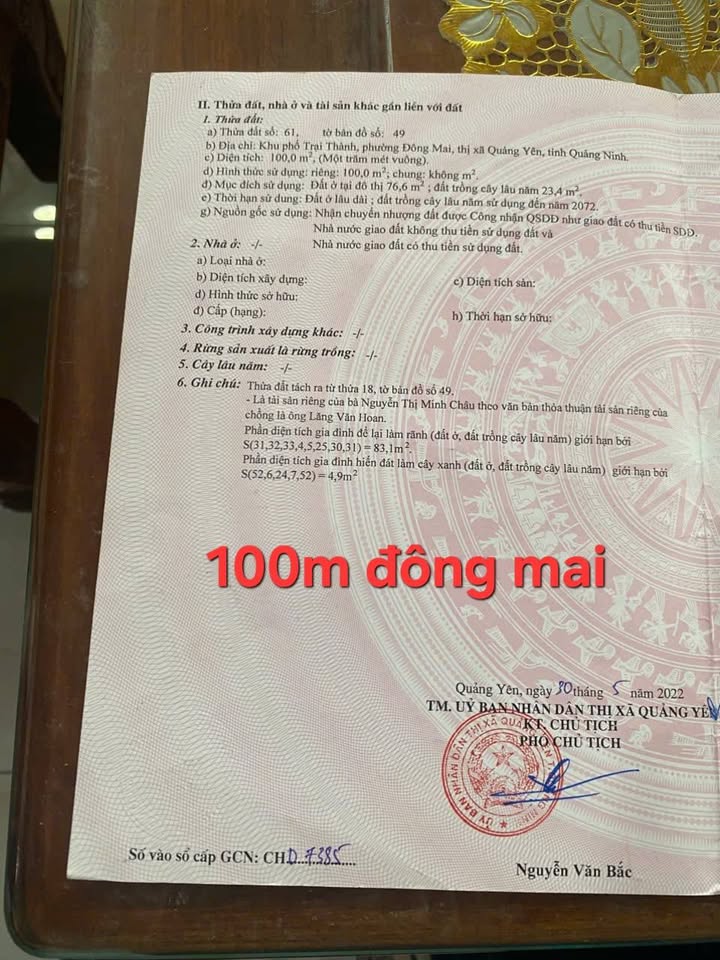 II. Thửa đất, nhà ở và tài sản khác gắn liền với đất
1. Thửa đất:
a) Thửa đất số: 61, tờ bản đồ số: 49
b) Địa chỉ: Khu phố Trại Thành, phường Đông Mai, thị xã Quảng Yên, tỉnh Quảng Ninh.
c) Diện tích: 100,0 m², (Một trăm mét vuông).
d) Hình thức sử dụng: riêng: 100,0 m²; chung: không m².
đ) Mục đích sử dụng: Đất ở tại đô thị 76,6 m² ; đất trồng cây lâu năm 23,4 m².
e) Thời hạn sử dụng: Đất ở lâu dài ; đất trồng cây lâu năm sử dụng đến năm 2072.
g) Nguồn gốc sử dụng: Nhận chuyển nhượng đất được Công nhận QSDĐ như giao đất có thu tiền SDĐ.
Nhà nước giao đất không thu tiền sử dụng đất và
Nhà nước giao đất có thu tiền sử dụng đất.
2. Nhà ở: -/-
a) Loại nhà ở:
b) Diện tích xây dựng: c) Diện tích sàn:
d) Hình thức sở hữu:
đ) Cấp (hạng): h) Thời hạn sở hữu:
3. Công trình xây dựng khác: -/-
4. Rừng sản xuất là rừng trồng: -/-
5. Cây lâu năm: -/-
6. Ghi chú: Thửa đất tách ra từ thửa 18, tờ bản đồ số 49.
- Là tài sản riêng của bà Nguyễn Thị Minh Châu theo văn bản thỏa thuận tài sản riêng của
chồng là ông Lăng Văn Hoan.
Phần diện tích gia đình để lại làm rãnh (đất ở, đất trồng cây lâu năm) giới hạn bởi
S(31,32,33,4,5,25,30,31) = 83,1m².
Phần diện tích gia đình hiến đất làm cây xanh (đất ở, đất trồng cây lâu năm) giới hạn bởi
S(52,6,24,7,52) = 4,9m²
100m đông mai
Quảng Yên, ngày 30 tháng 5 năm 2022
TM. UỶ BAN NHÂN DÂN THỊ XÃ QUẢNG YÊN
KT. CHỦ TỊCH
PHÓ CHỦ TỊCH
ỦY BAN NHÂN DÂN THỊ XÃ QUẢNG YÊN
Số vào sổ cấp GCN: CHD.7385....
Nguyễn Văn Bắc